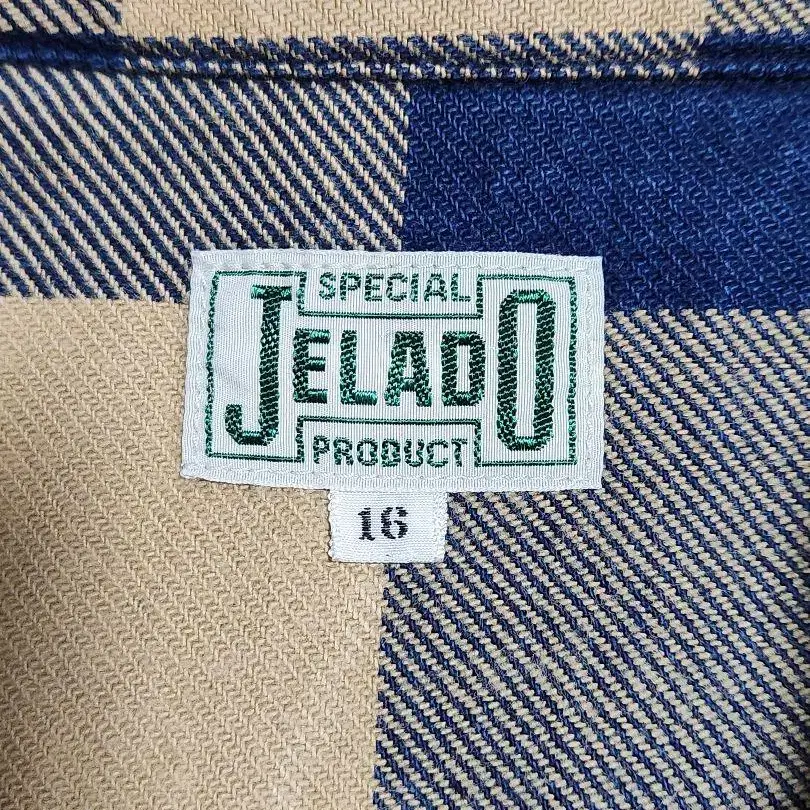 SPECIAL
JELADO
PRODUCT
16